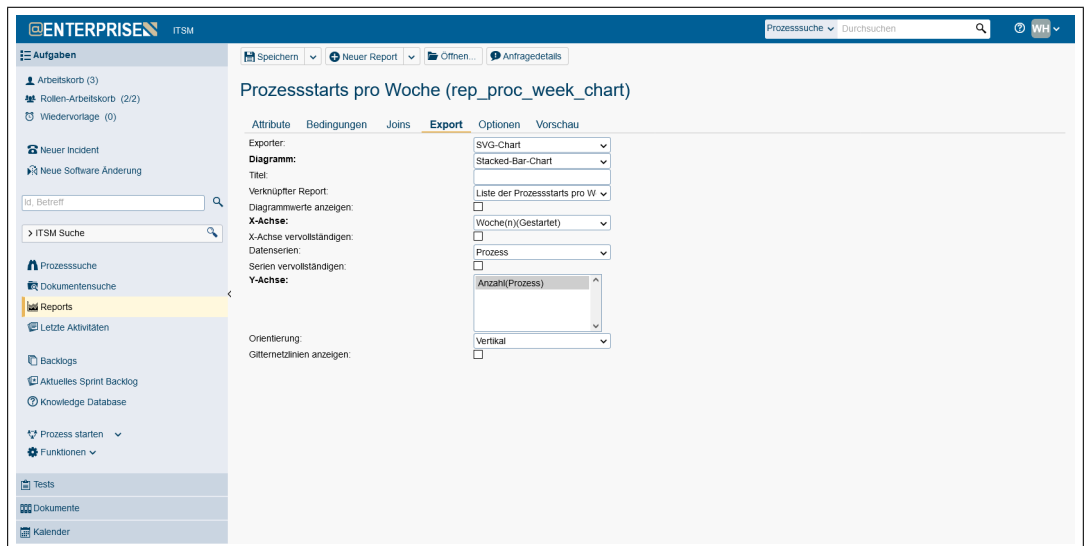 @ENTERPRISE ITSM
Prozesssuche Durchsuchen WH
Aufgaben
Arbeitskorb (3)
Rollen-Arbeitskorb (2/2)
Wiedervorlage (0)
Neuer Incident
Neue Software Änderung
Id, Betreff
> ITSM Suche
Prozesssuche
Dokumentensuche
Reports
Letzte Aktivitäten
Backlogs
Aktuelles Sprint Backlog
Knowledge Database
Prozess starten
Funktionen
Tests
Dokumente
Kalender
Speichern Neuer Report Öffnen... Anfragedetails
Prozessstarts pro Woche (rep_proc_week_chart)
Attribute Bedingungen Joins Export Optionen Vorschau
Exporter: SVG-Chart
Diagramm: Stacked-Bar-Chart
Titel:
Verknüpfter Report: Liste der Prozessstarts pro W
Diagrammwerte anzeigen:
X-Achse: Woche(n)(Gestartet)
X-Achse vervollständigen:
Datenserien: Prozess
Serien vervollständigen:
Y-Achse: Anzahl(Prozess)
Orientierung: Vertikal
Gitternetzlinien anzeigen: